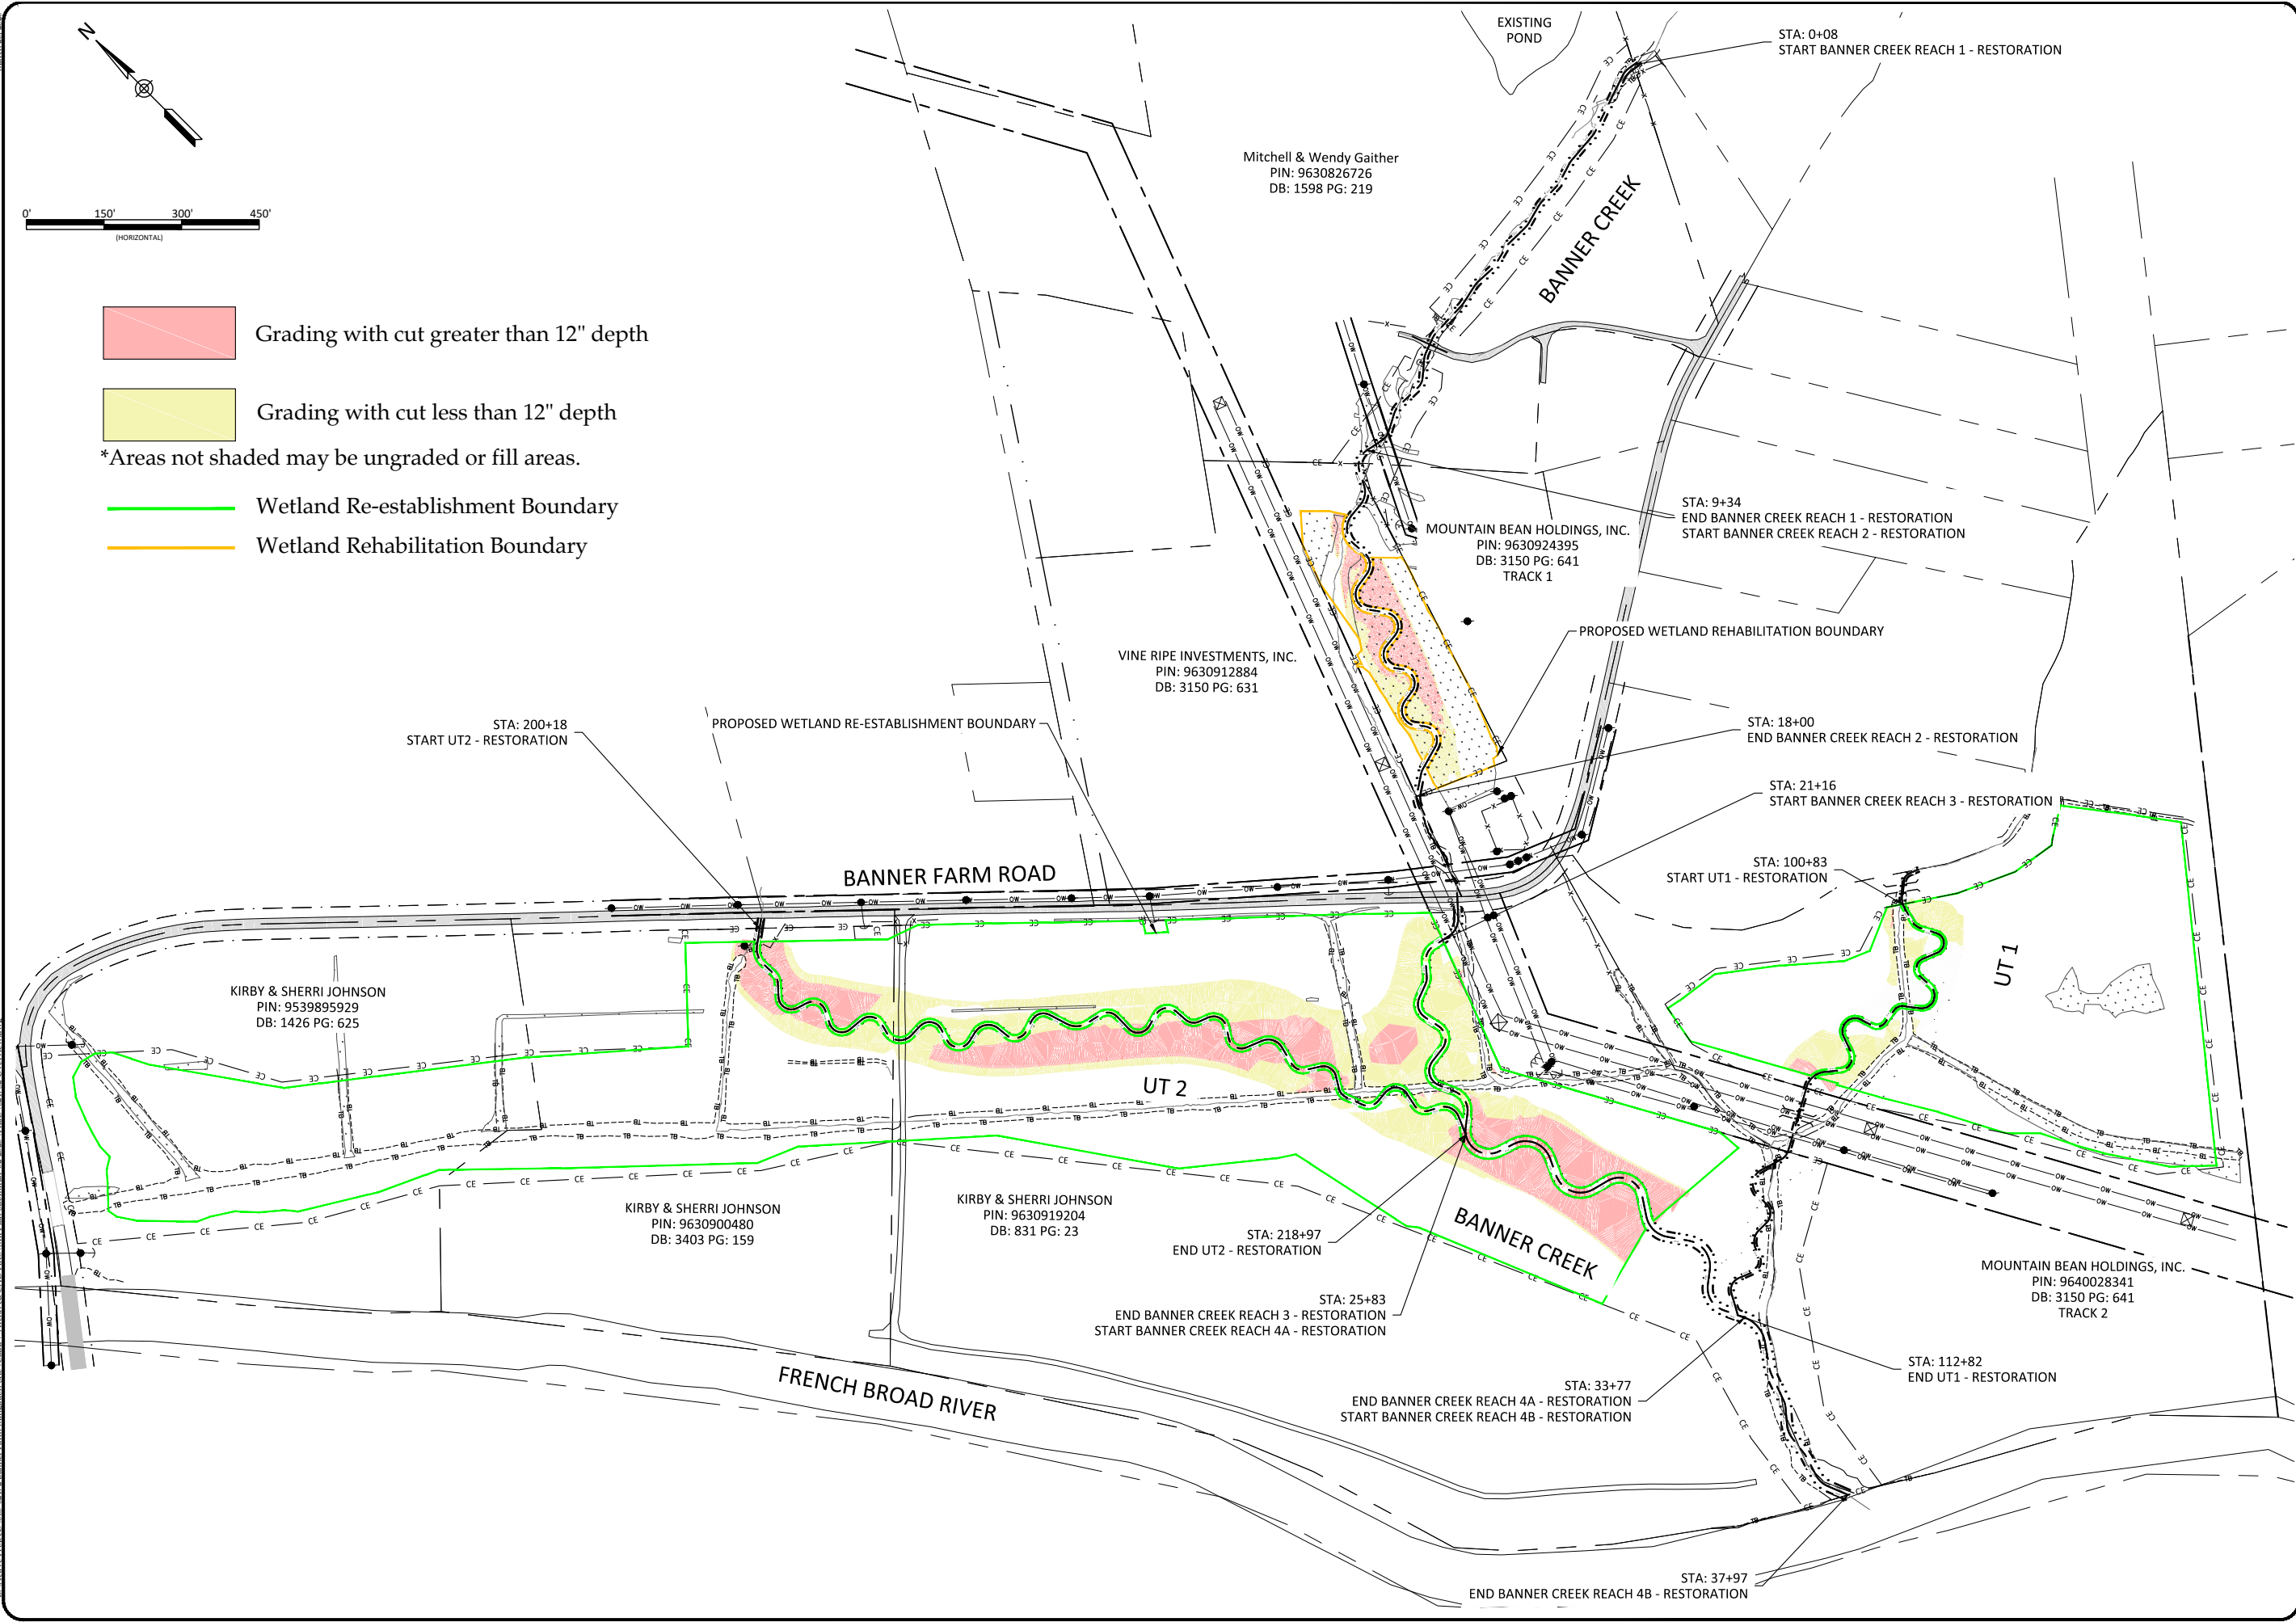 N
EXISTING
POND
STA: 0+08
START BANNER CREEK REACH 1 - RESTORATION
Mitchell & Wendy Gaither
PIN: 9630826726
DB: 1598 PG: 219
BANNER CREEK
0' 150' 300' 450'
(HORIZONTAL)
Grading with cut greater than 12" depth
Grading with cut less than 12" depth
*Areas not shaded may be ungraded or fill areas.
Wetland Re-establishment Boundary
Wetland Rehabilitation Boundary
STA: 9+34
END BANNER CREEK REACH 1 - RESTORATION
START BANNER CREEK REACH 2 - RESTORATION
MOUNTAIN BEAN HOLDINGS, INC.
PIN: 9630924395
DB: 3150 PG: 641
TRACK 1
PROPOSED WETLAND REHABILITATION BOUNDARY
VINE RIPE INVESTMENTS, INC.
PIN: 9630912884
DB: 3150 PG: 631
STA: 200+18
START UT2 - RESTORATION
PROPOSED WETLAND RE-ESTABLISHMENT BOUNDARY
STA: 18+00
END BANNER CREEK REACH 2 - RESTORATION
STA: 21+16
START BANNER CREEK REACH 3 - RESTORATION
BANNER FARM ROAD
STA: 100+83
START UT1 - RESTORATION
UT 1
KIRBY & SHERRI JOHNSON
PIN: 9539895929
DB: 1426 PG: 625
UT 2
KIRBY & SHERRI JOHNSON
PIN: 9630900480
DB: 3403 PG: 159
KIRBY & SHERRI JOHNSON
PIN: 9630919204
DB: 831 PG: 23
STA: 218+97
END UT2 - RESTORATION
BANNER CREEK
STA: 25+83
END BANNER CREEK REACH 3 - RESTORATION
START BANNER CREEK REACH 4A - RESTORATION
MOUNTAIN BEAN HOLDINGS, INC.
PIN: 9640028341
DB: 3150 PG: 641
TRACK 2
STA: 112+82
END UT1 - RESTORATION
FRENCH BROAD RIVER
STA: 33+77
END BANNER CREEK REACH 4A - RESTORATION
START BANNER CREEK REACH 4B - RESTORATION
STA: 37+97
END BANNER CREEK REACH 4B - RESTORATION